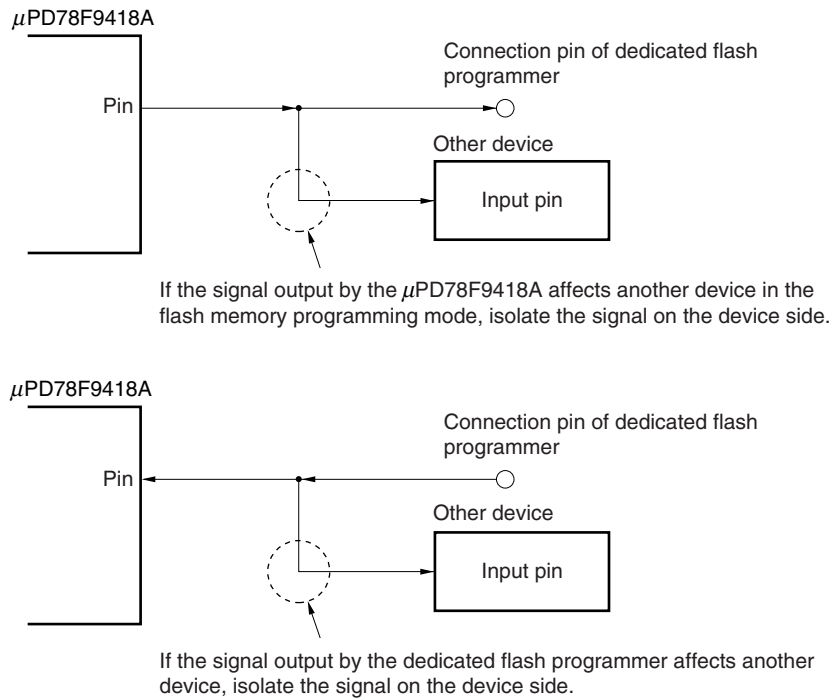 μPD78F9418A
Connection pin of dedicated flash
programmer
Pin
Other device
Input pin
If the signal output by the μPD78F9418A affects another device in the
flash memory programming mode, isolate the signal on the device side.
μPD78F9418A
Connection pin of dedicated flash
programmer
Pin
Other device
Input pin
If the signal output by the dedicated flash programmer affects another
device, isolate the signal on the device side.